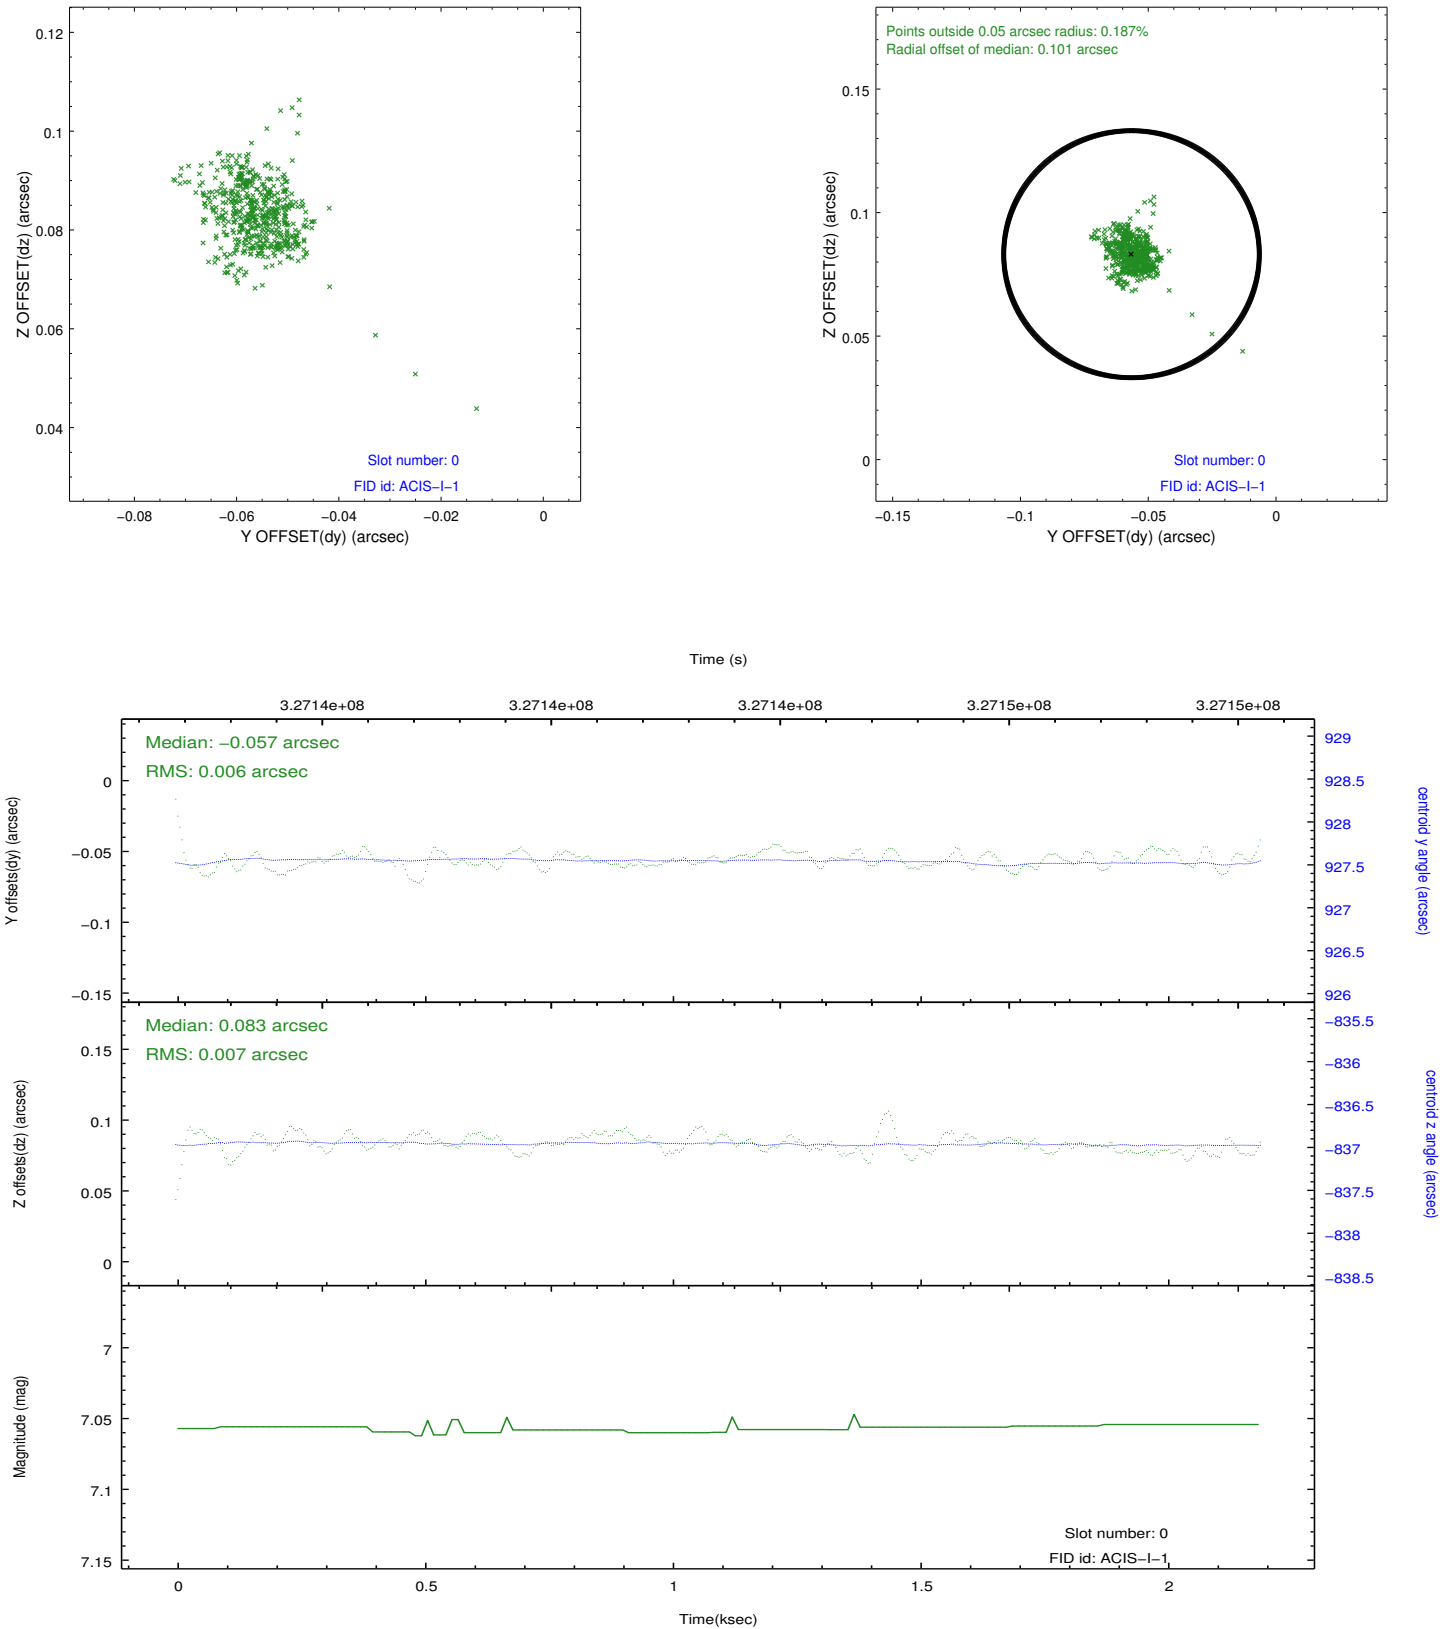 0.12
0.1
0.08
0.06
0.04
Z OFFSET(dz) (arcsec)
−0.08
−0.06
−0.04
−0.02
0
Y OFFSET(dy) (arcsec)
Slot number: 0
FID id: ACIS−I−1
Points outside 0.05 arcsec radius: 0.187%
Radial offset of median: 0.101 arcsec
0.15
0.1
0.05
0
Z OFFSET(dz) (arcsec)
Slot number: 0
FID id: ACIS−I−1
−0.15
−0.1
−0.05
0
Y OFFSET(dy) (arcsec)
Time (s)
3.2714e+08
3.2714e+08
3.2714e+08
3.2715e+08
3.2715e+08
Median: −0.057 arcsec
RMS: 0.006 arcsec
0
−0.05
−0.1
−0.15
Y offsets(dy) (arcsec)
929
928.5
928
927.5
927
926.5
926
centroid y angle (arcsec)
Median: 0.083 arcsec
RMS: 0.007 arcsec
0.15
0.1
0.05
0
Z offsets(dz) (arcsec)
−835.5
−836
−836.5
−837
−837.5
−838
−838.5
centroid z angle (arcsec)
7
7.05
7.1
7.15
Magnitude (mag)
Slot number: 0
FID id: ACIS−I−1
0
0.5
1
1.5
2
Time(ksec)